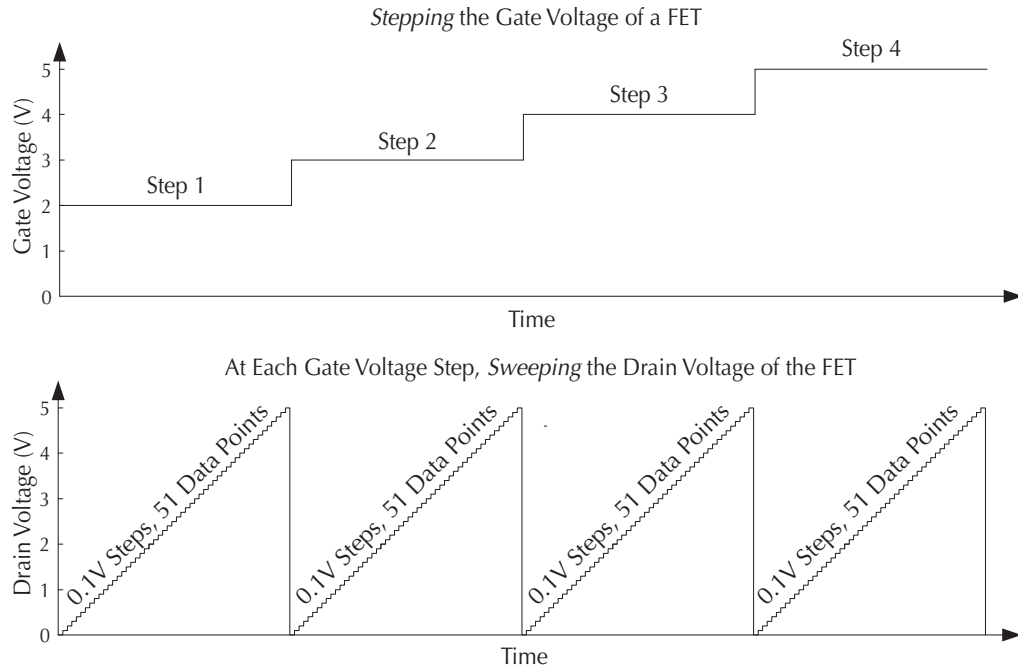 Stepping the Gate Voltage of a FET
Gate Voltage (V)
5
4
3
2
1
0
Step 1
Step 2
Step 3
Step 4
Time
At Each Gate Voltage Step, Sweeping the Drain Voltage of the FET
Drain Voltage (V)
5
4
3
2
1
0
0.1V Steps, 51 Data Points
0.1V Steps, 51 Data Points
0.1V Steps, 51 Data Points
0.1V Steps, 51 Data Points
Time